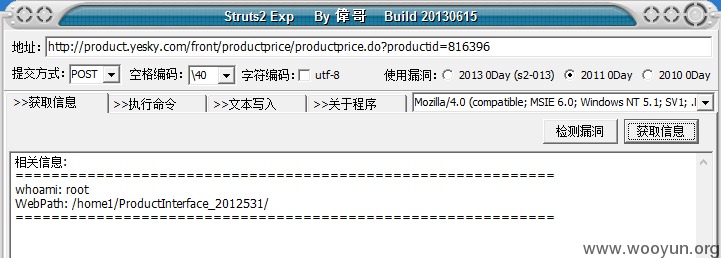 Struts2 Exp By 偉哥 Build 20130615
地址: http://product.yesky.com/front/productprice/productprice.do?productid=816396
提交方式: POST 空格编码: \40 字符编码: utf-8 使用漏洞: 2013 0Day (s2-013) 2011 0Day 2010 0Day
>>获取信息 >>执行命令 >>文本写入 >>关于程序 Mozilla/4.0 (compatible; MSIE 6.0; Windows NT 5.1; SV1; .
检测漏洞 获取信息
相关信息:
=======================================================
whoami: root
WebPath: /home1/ProductInterface_2012531/
=======================================================
www.wooyun.org